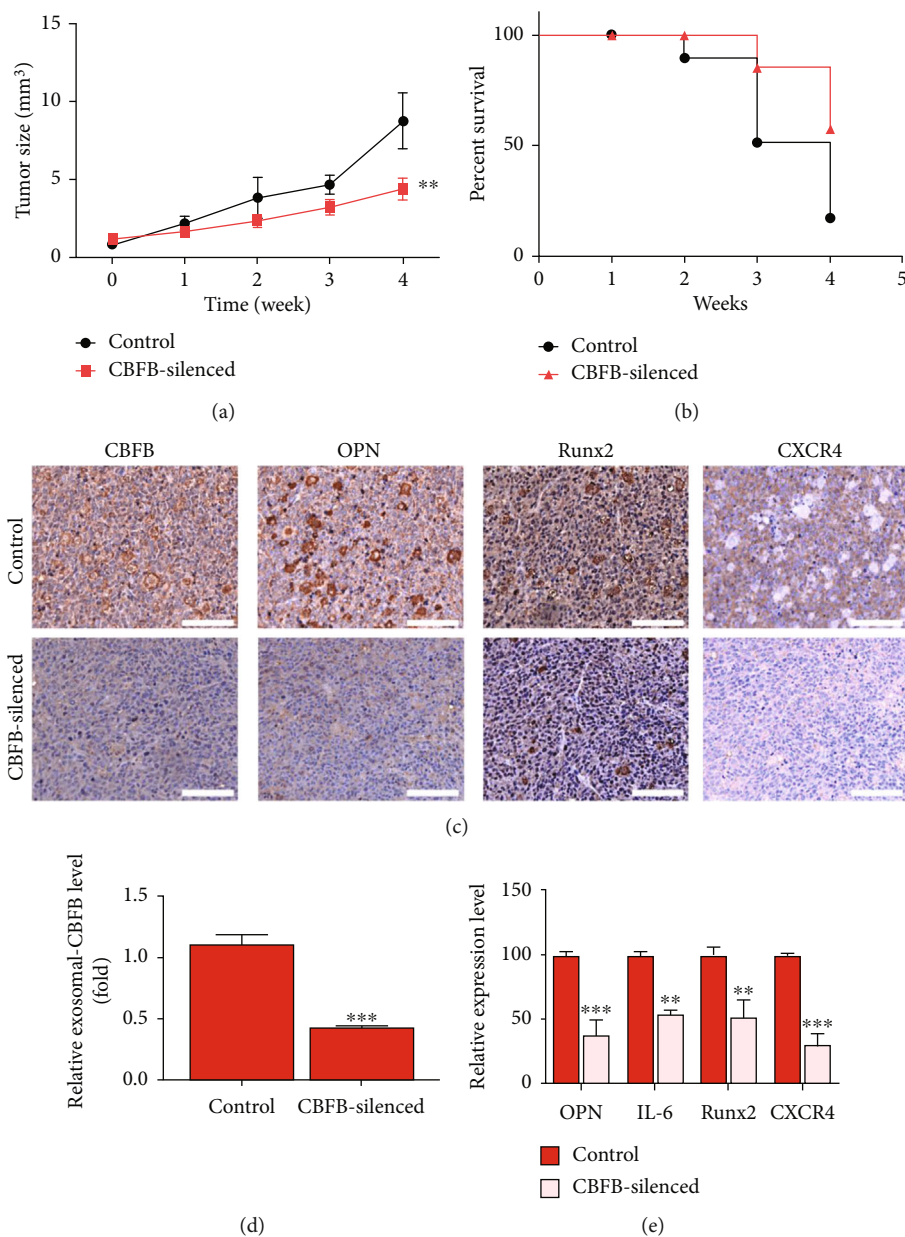 15
10
5
0
Tumor size (mm³)
0 1 2 3 4
Time (week)
**
Control
CBFB-silenced
(a)
100
50
0
Percent survival
0 1 2 3 4 5
Weeks
Control
CBFB-silenced
(b)
CBFB OPN Runx2 CXCR4
Control
CBFB-silenced
(c)
Relative exosomal-CBFB level
(fold)
1.5
1.0
0.5
0.0
***
Control CBFB-silenced
(d)
Relative expression level
150
100
50
0
*** ** ** ***
OPN IL-6 Runx2 CXCR4
Control
CBFB-silenced
(e)